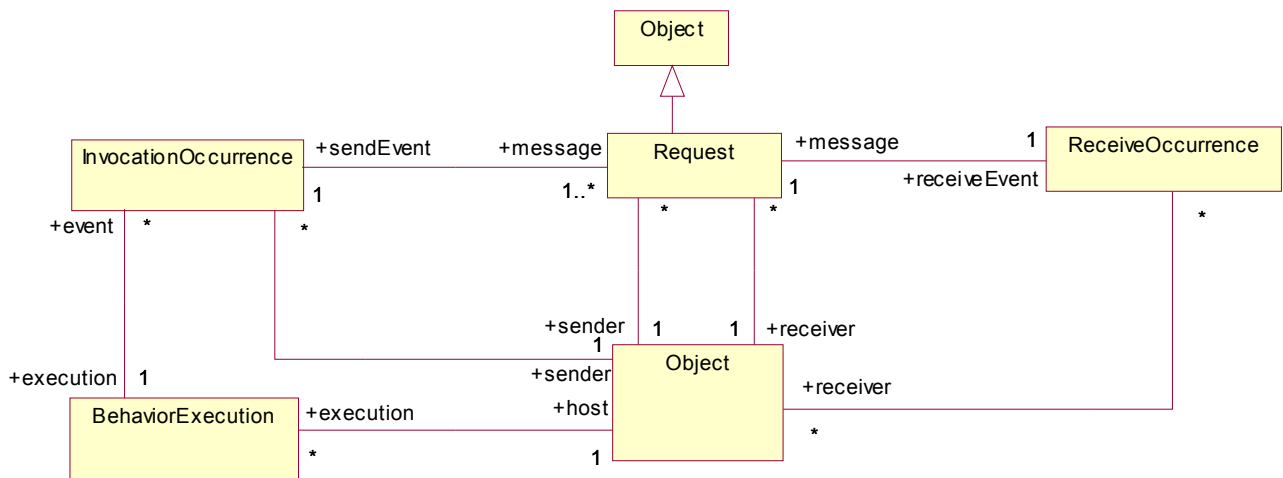 Object
InvocationOccurrence
+sendEvent
+message
Request
+message
1
ReceiveOccurrence
1
1..*
1
+receiveEvent
+event
*
*
*
*
*
+sender
1
1
+receiver
1
Object
+execution
1
+sender
+receiver
BehaviorExecution
+execution
+host
*
*
1